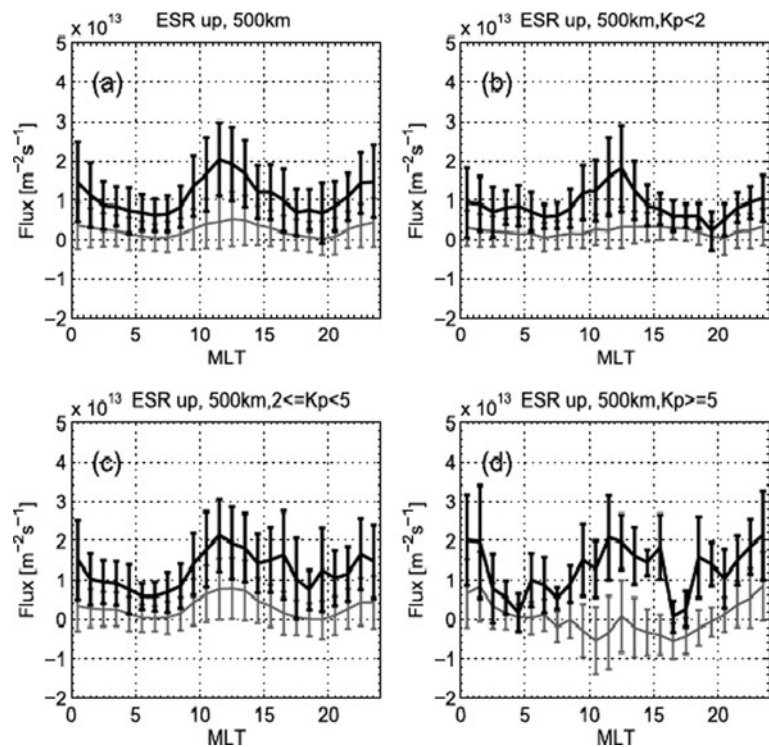 ESR up, 500km
ESR up, 500km,Kp<2
x 10^13
x 10^13
5
4
3
2
1
0
−1
−2
5
4
3
2
1
0
−1
−2
(a)
(b)
Flux [m⁻²s⁻¹]
Flux [m⁻²s⁻¹]
0 5 10 15 20
0 5 10 15 20
MLT
MLT
ESR up, 500km,2<=Kp<5
ESR up, 500km,Kp>=5
x 10^13
x 10^13
5
4
3
2
1
0
−1
−2
5
4
3
2
1
0
−1
−2
(c)
(d)
Flux [m⁻²s⁻¹]
Flux [m⁻²s⁻¹]
0 5 10 15 20
0 5 10 15 20
MLT
MLT